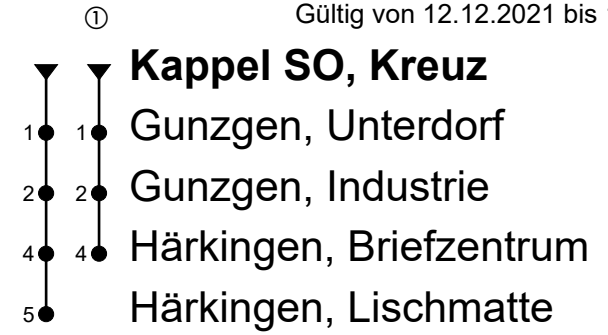 ① Gültig von 12.12.2021 bis
Kappel SO, Kreuz
1 1 Gunzgen, Unterdorf
2 2 Gunzgen, Industrie
4 4 Härkingen, Briefzentrum
5 Härkingen, Lischmatte